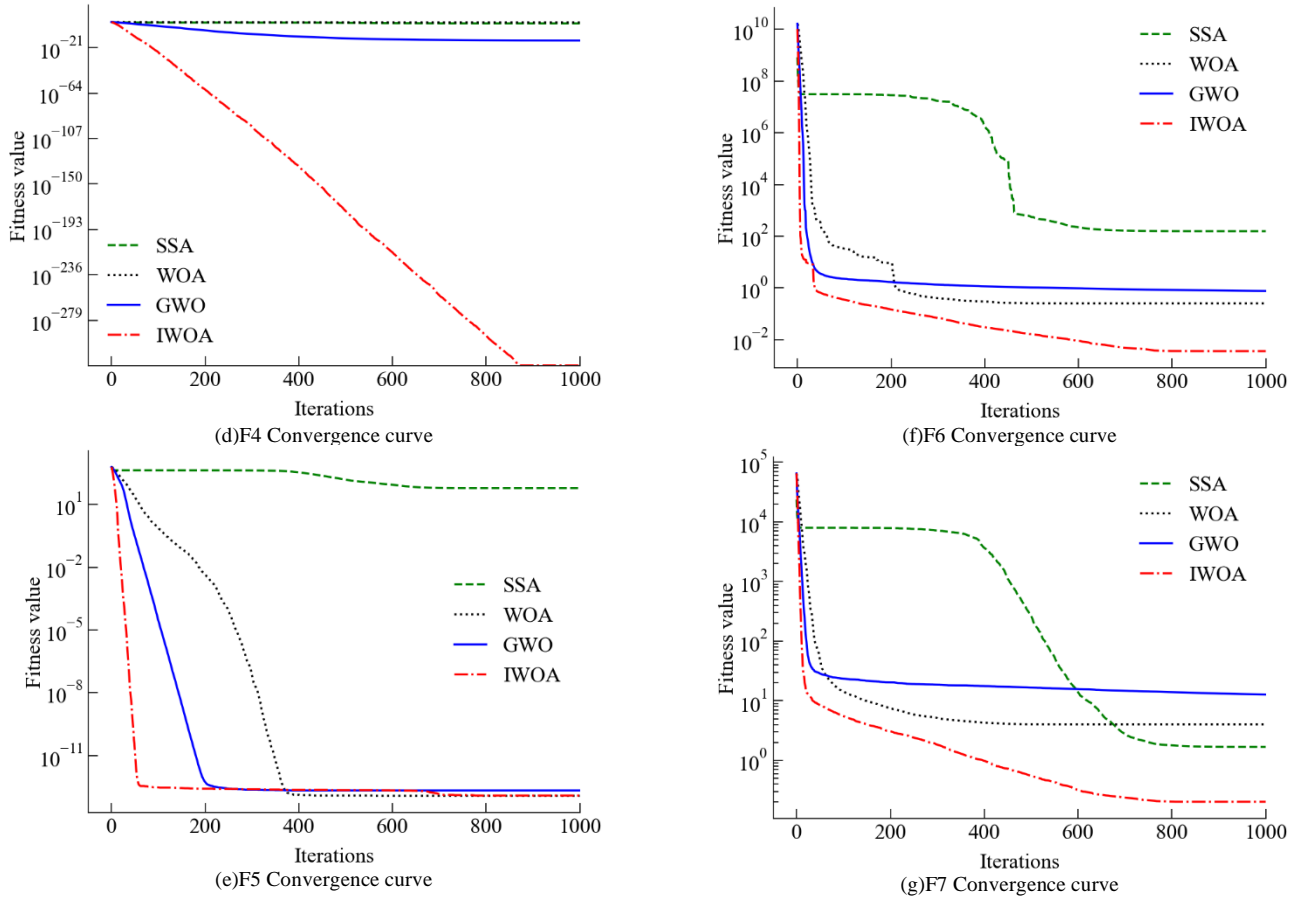 Fitness value
10^-21
10^-64
10^-107
10^-150
10^-193
10^-236
10^-279
SSA
WOA
GWO
IWOA
0 200 400 600 800 1000
Iterations
(d)F4 Convergence curve
Fitness value
10^10
10^8
10^6
10^4
10^2
10^0
10^-2
SSA
WOA
GWO
IWOA
0 200 400 600 800 1000
Iterations
(f)F6 Convergence curve
Fitness value
10^1
10^-2
10^-5
10^-8
10^-11
SSA
WOA
GWO
IWOA
0 200 400 600 800 1000
Iterations
(e)F5 Convergence curve
Fitness value
10^5
10^4
10^3
10^2
10^1
10^0
SSA
WOA
GWO
IWOA
0 200 400 600 800 1000
Iterations
(g)F7 Convergence curve